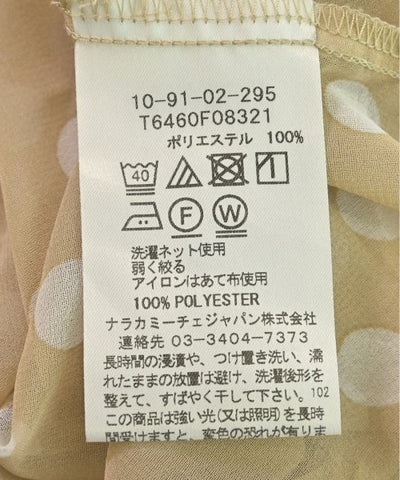 10-91-02-295
T6460F08321
ポリエステル 100%
40
F W
洗濯ネット使用
弱く絞る
アイロンはあて布使用
100% POLYESTER
ナラカミーチェジャパン株式会社
連絡先 03-3404-7373
長時間の浸漬や、つけ置き洗い、濡
れたままの放置は避け、洗濯後形を
整えて、すばやく干して下さい。 102
この商品は強い光(又は照明)を長時
間受けますと、変色の恐れが有りま